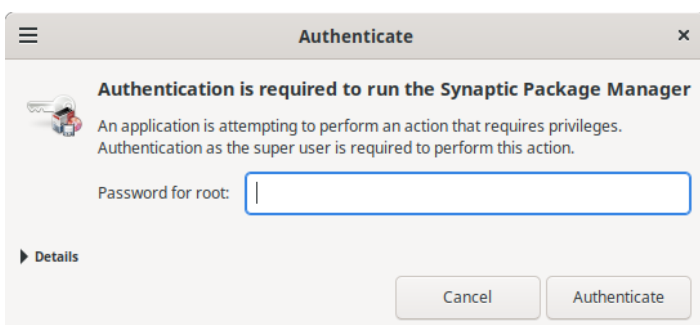 Authenticate
Authentication is required to run the Synaptic Package Manager
An application is attempting to perform an action that requires privileges.
Authentication as the super user is required to perform this action.
Password for root:
Details
Cancel Authenticate